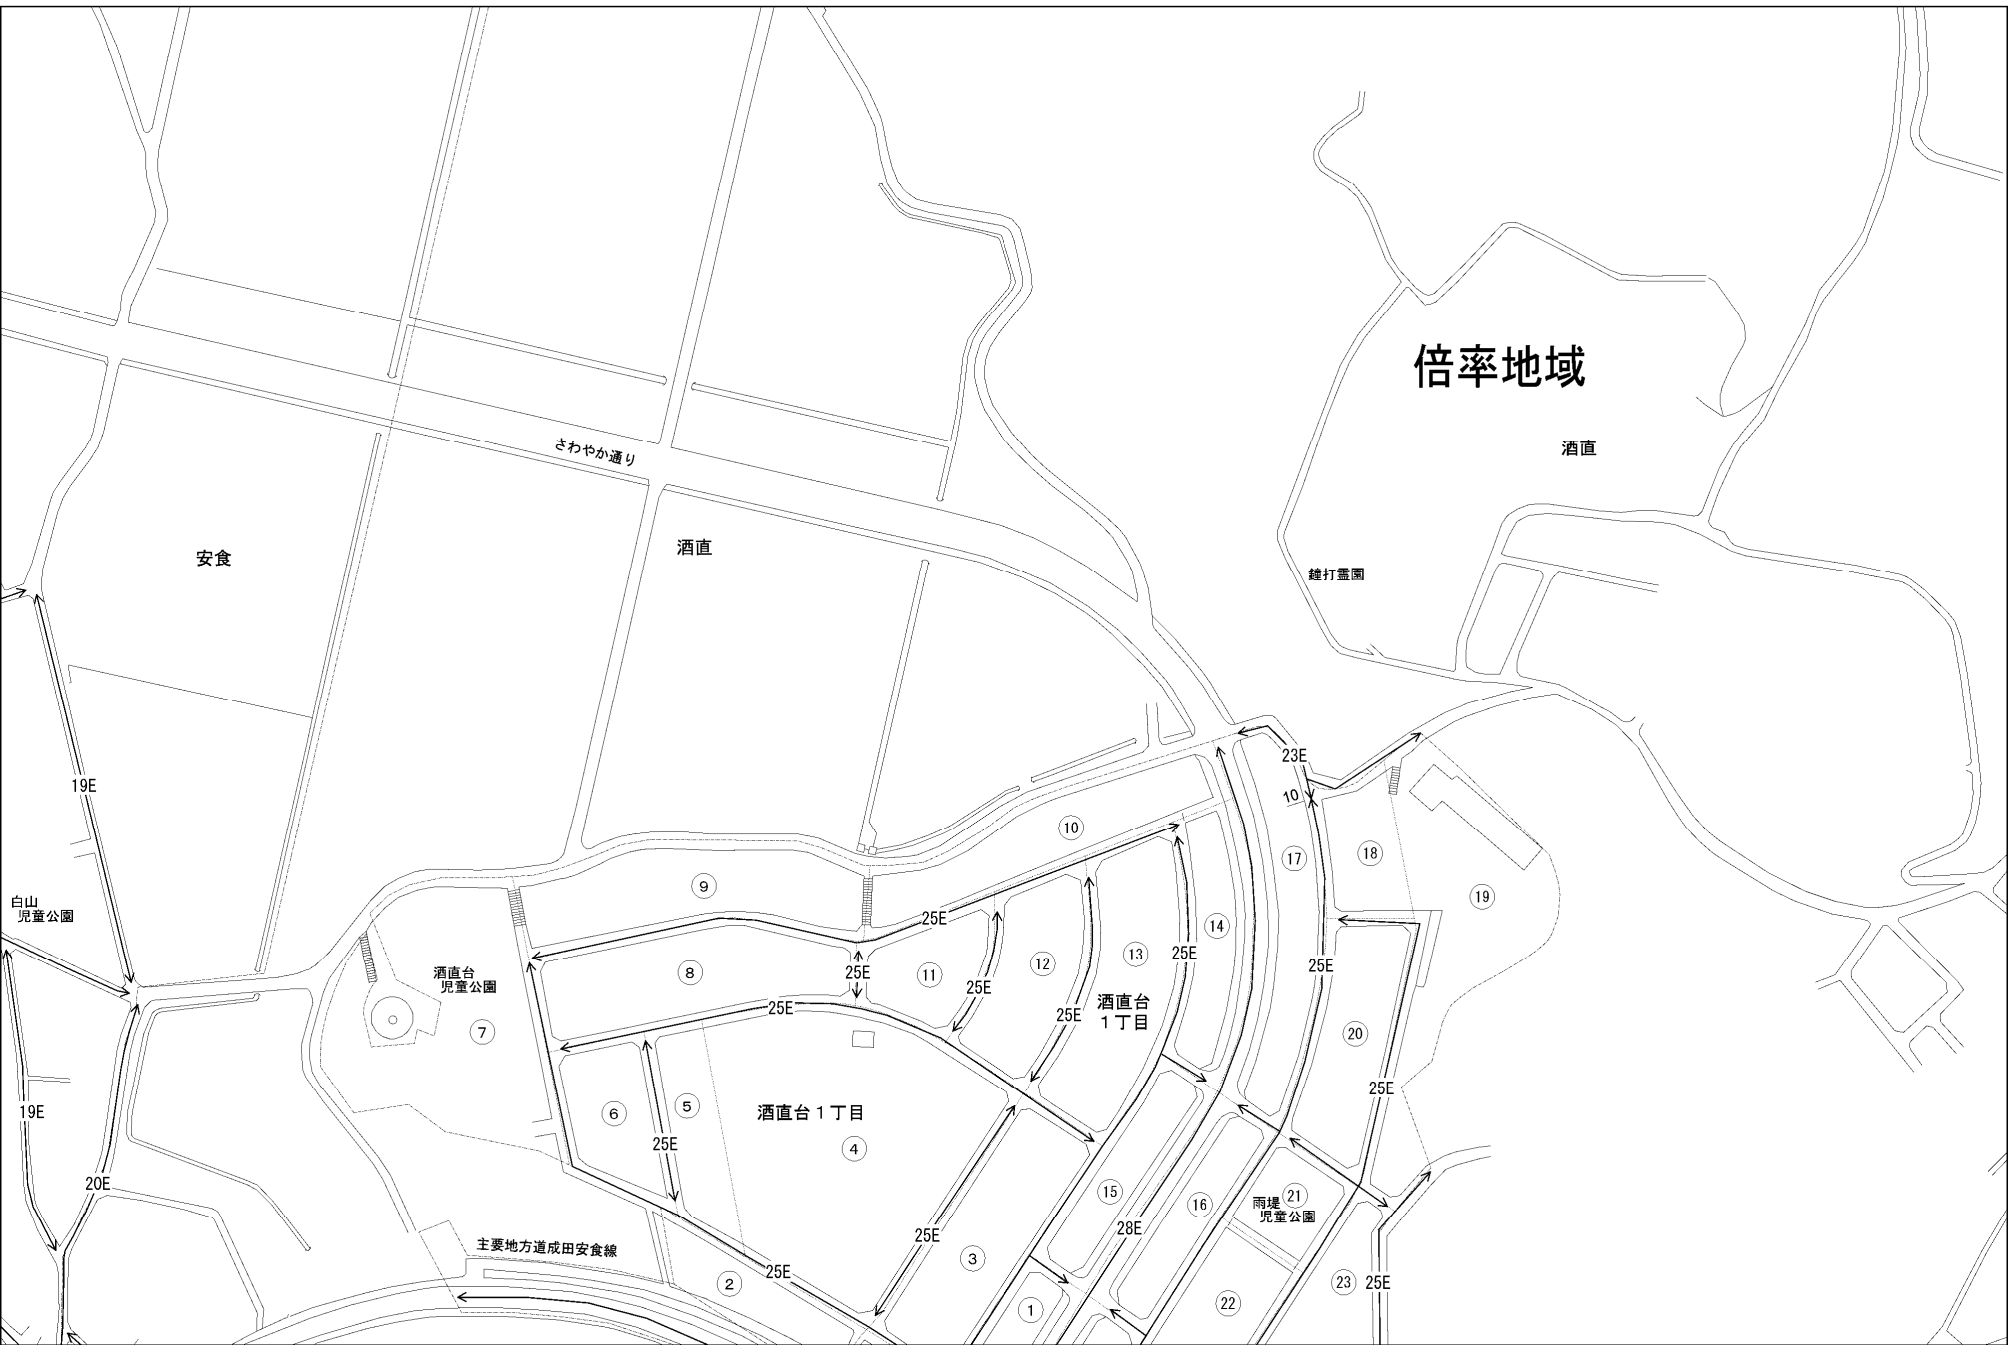 倍率地域
さわやか通り
酒直
安食
酒直
鐘打霊園
19E
23E
10
⑩
⑰
⑱
⑨
⑲
白山
児童公園
25E
⑭
酒直台
児童公園
⑧
25E
⑪
⑫
⑬
25E
25E
25E
25E
酒直台
1丁目
25E
⑦
⑳
19E
⑥
⑤
酒直台1丁目
25E
25E
④
20E
⑮
⑯
雨堤
児童公園
㉑
28E
25E
主要地方道成田安食線
③
25E
②
①
㉒
㉓
25E